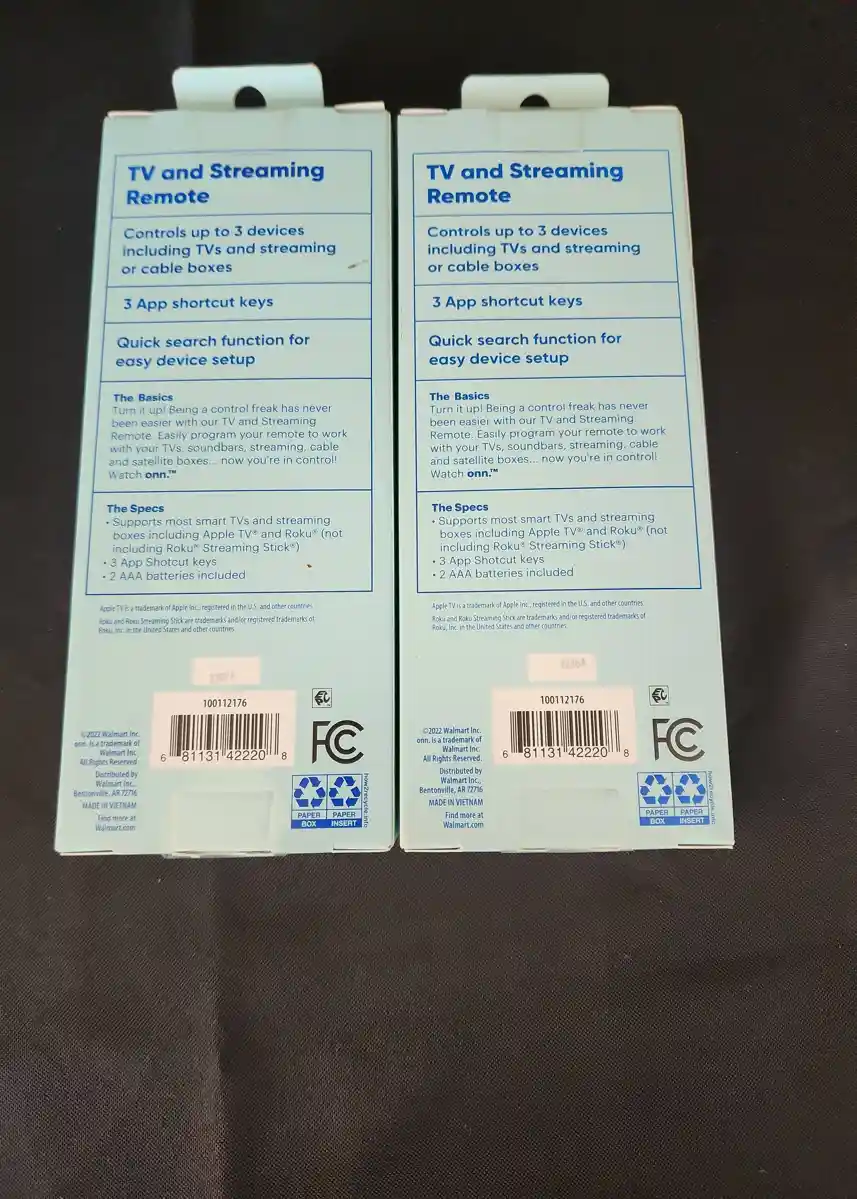 TV and Streaming
Remote
Controls up to 3 devices
including TVs and streaming
or cable boxes
3 App shortcut keys
Quick search function for
easy device setup
The Basics
Turn it up! Being a control freak has never
been easier with our TV and Streaming
Remote. Easily program your remote to work
with your TVs, soundbars, streaming, cable
and satellite boxes... now you're in control!
Watch onn.™
The Specs
• Supports most smart TVs and streaming
boxes including Apple TV® and Roku® (not
including Roku® Streaming Stick®)
• 3 App Shotcut keys
• 2 AAA batteries included
Apple TV is a trademark of Apple Inc., registered in the U.S. and other countries.
Roku and Roku Streaming Stick are trademarks and/or registered trademarks of
Roku, Inc. in the United States and other countries.
100112176
6 81131 42220 8
©2022 Walmart Inc.
onn. is a trademark of
Walmart Inc.
All Rights Reserved.
Distributed by
Walmart Inc.,
Bentonville, AR 72716
MADE IN VIETNAM
Find more at
Walmart.com
FC
PAPER PAPER
BOX INSERT
how2recycle.info
TV and Streaming
Remote
Controls up to 3 devices
including TVs and streaming
or cable boxes
3 App shortcut keys
Quick search function for
easy device setup
The Basics
Turn it up! Being a control freak has never
been easier with our TV and Streaming
Remote. Easily program your remote to work
with your TVs, soundbars, streaming, cable
and satellite boxes... now you're in control!
Watch onn.™
The Specs
• Supports most smart TVs and streaming
boxes including Apple TV® and Roku® (not
including Roku® Streaming Stick®)
• 3 App Shotcut keys
• 2 AAA batteries included
Apple TV is a trademark of Apple Inc., registered in the U.S. and other countries.
Roku and Roku Streaming Stick are trademarks and/or registered trademarks of
Roku, Inc. in the United States and other countries.
100112176
6 81131 42220 8
©2022 Walmart Inc.
onn. is a trademark of
Walmart Inc.
All Rights Reserved.
Distributed by
Walmart Inc.,
Bentonville, AR 72716
MADE IN VIETNAM
Find more at
Walmart.com
FC
PAPER PAPER
BOX INSERT
how2recycle.info